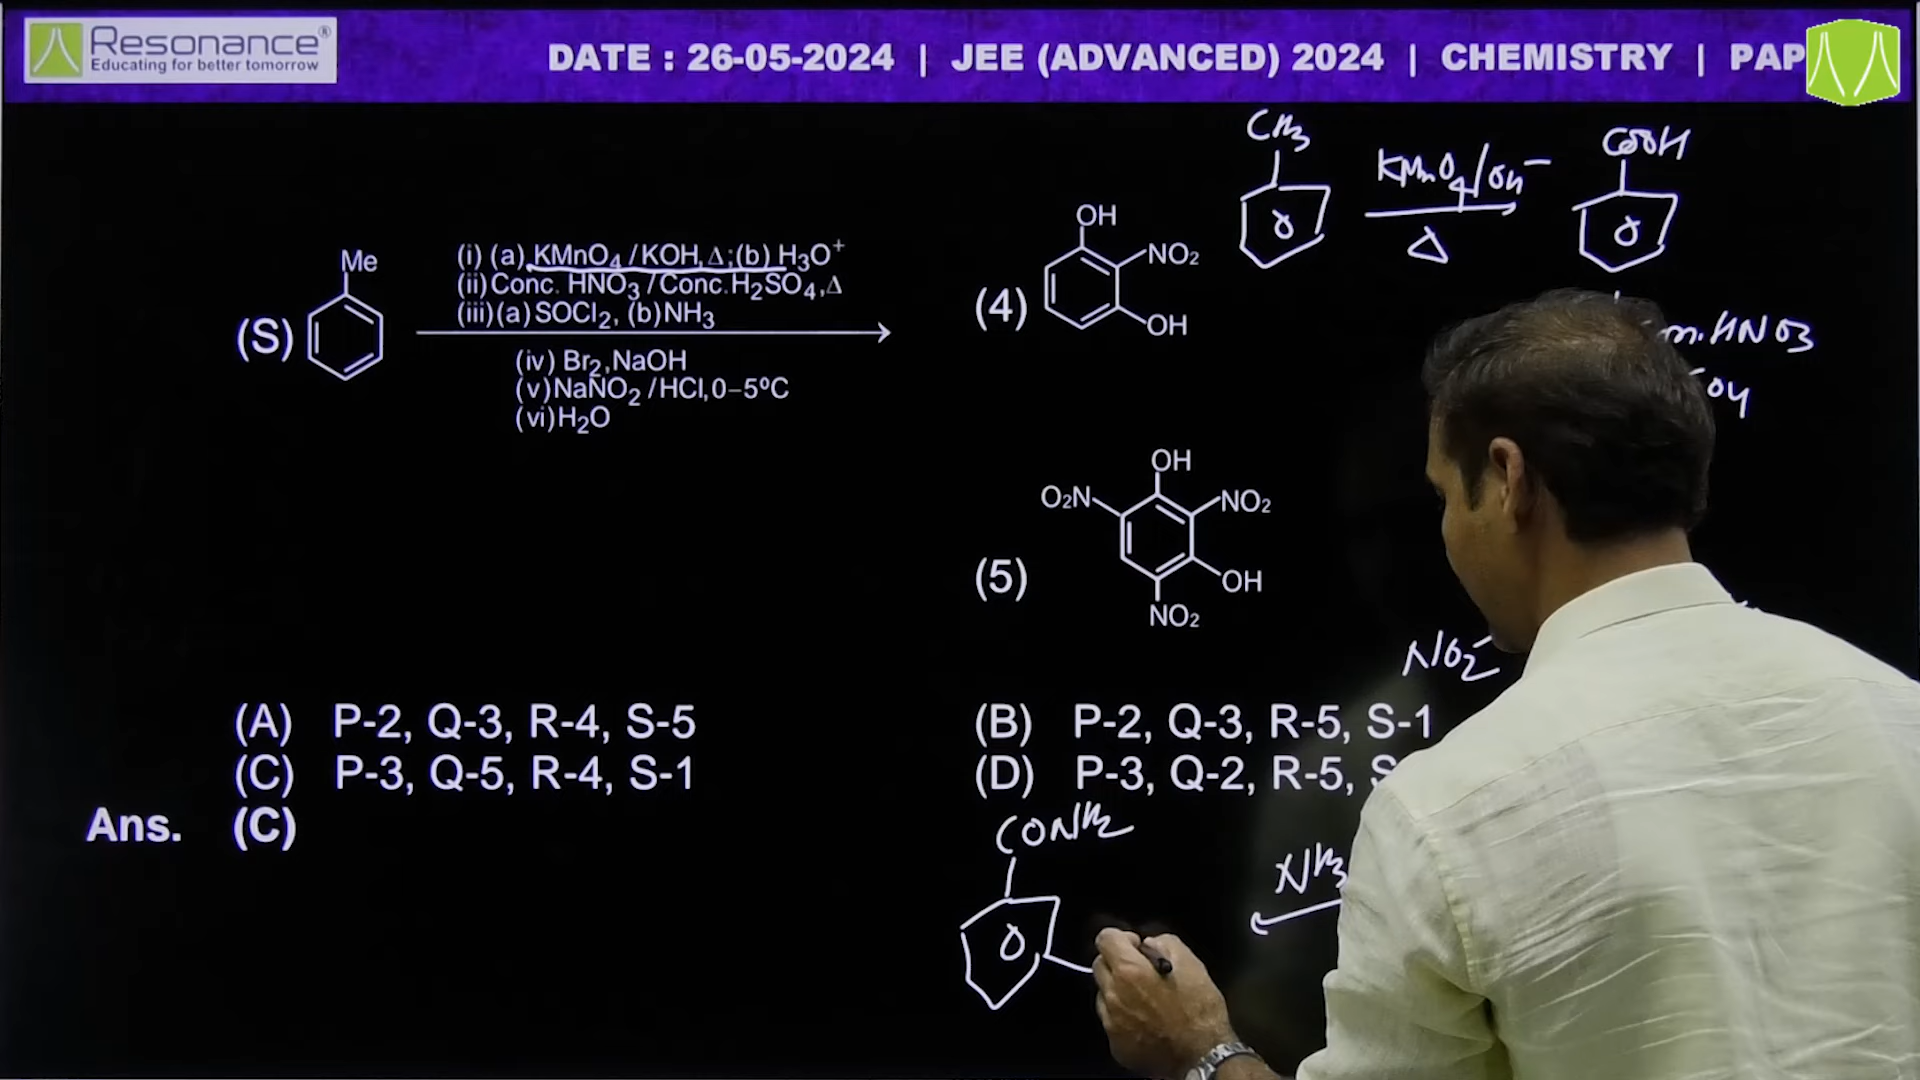 Resonance®
Educating for better tomorrow
DATE : 26-05-2024 | JEE (ADVANCED) 2024 | CHEMISTRY | PAP
(S)
Me
(i) (a) KMnO4 /KOH, Δ ;(b) H3O+
(ii) Conc. HNO3 /Conc.H2SO4,Δ
(iii)(a) SOCl2, (b)NH3
(iv) Br2,NaOH
(v)NaNO2 /HCl,0–5ºC
(vi)H2O
(4)
OH
NO2
OH
CH3
KMnO4/OH−
Δ
COOH
HNO3
(5)
OH
O2N
NO2
OH
NO2
NO2
(A) P-2, Q-3, R-4, S-5
(B) P-2, Q-3, R-5, S-1
(C) P-3, Q-5, R-4, S-1
(D) P-3, Q-2, R-5,
Ans. (C)
CONH2
NH3